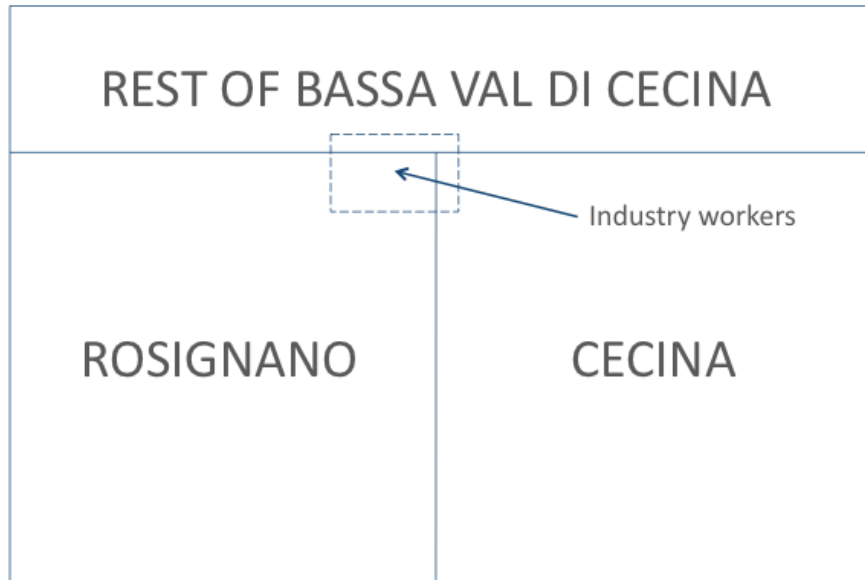 REST OF BASSA VAL DI CECINA
Industry workers
ROSIGNANO
CECINA